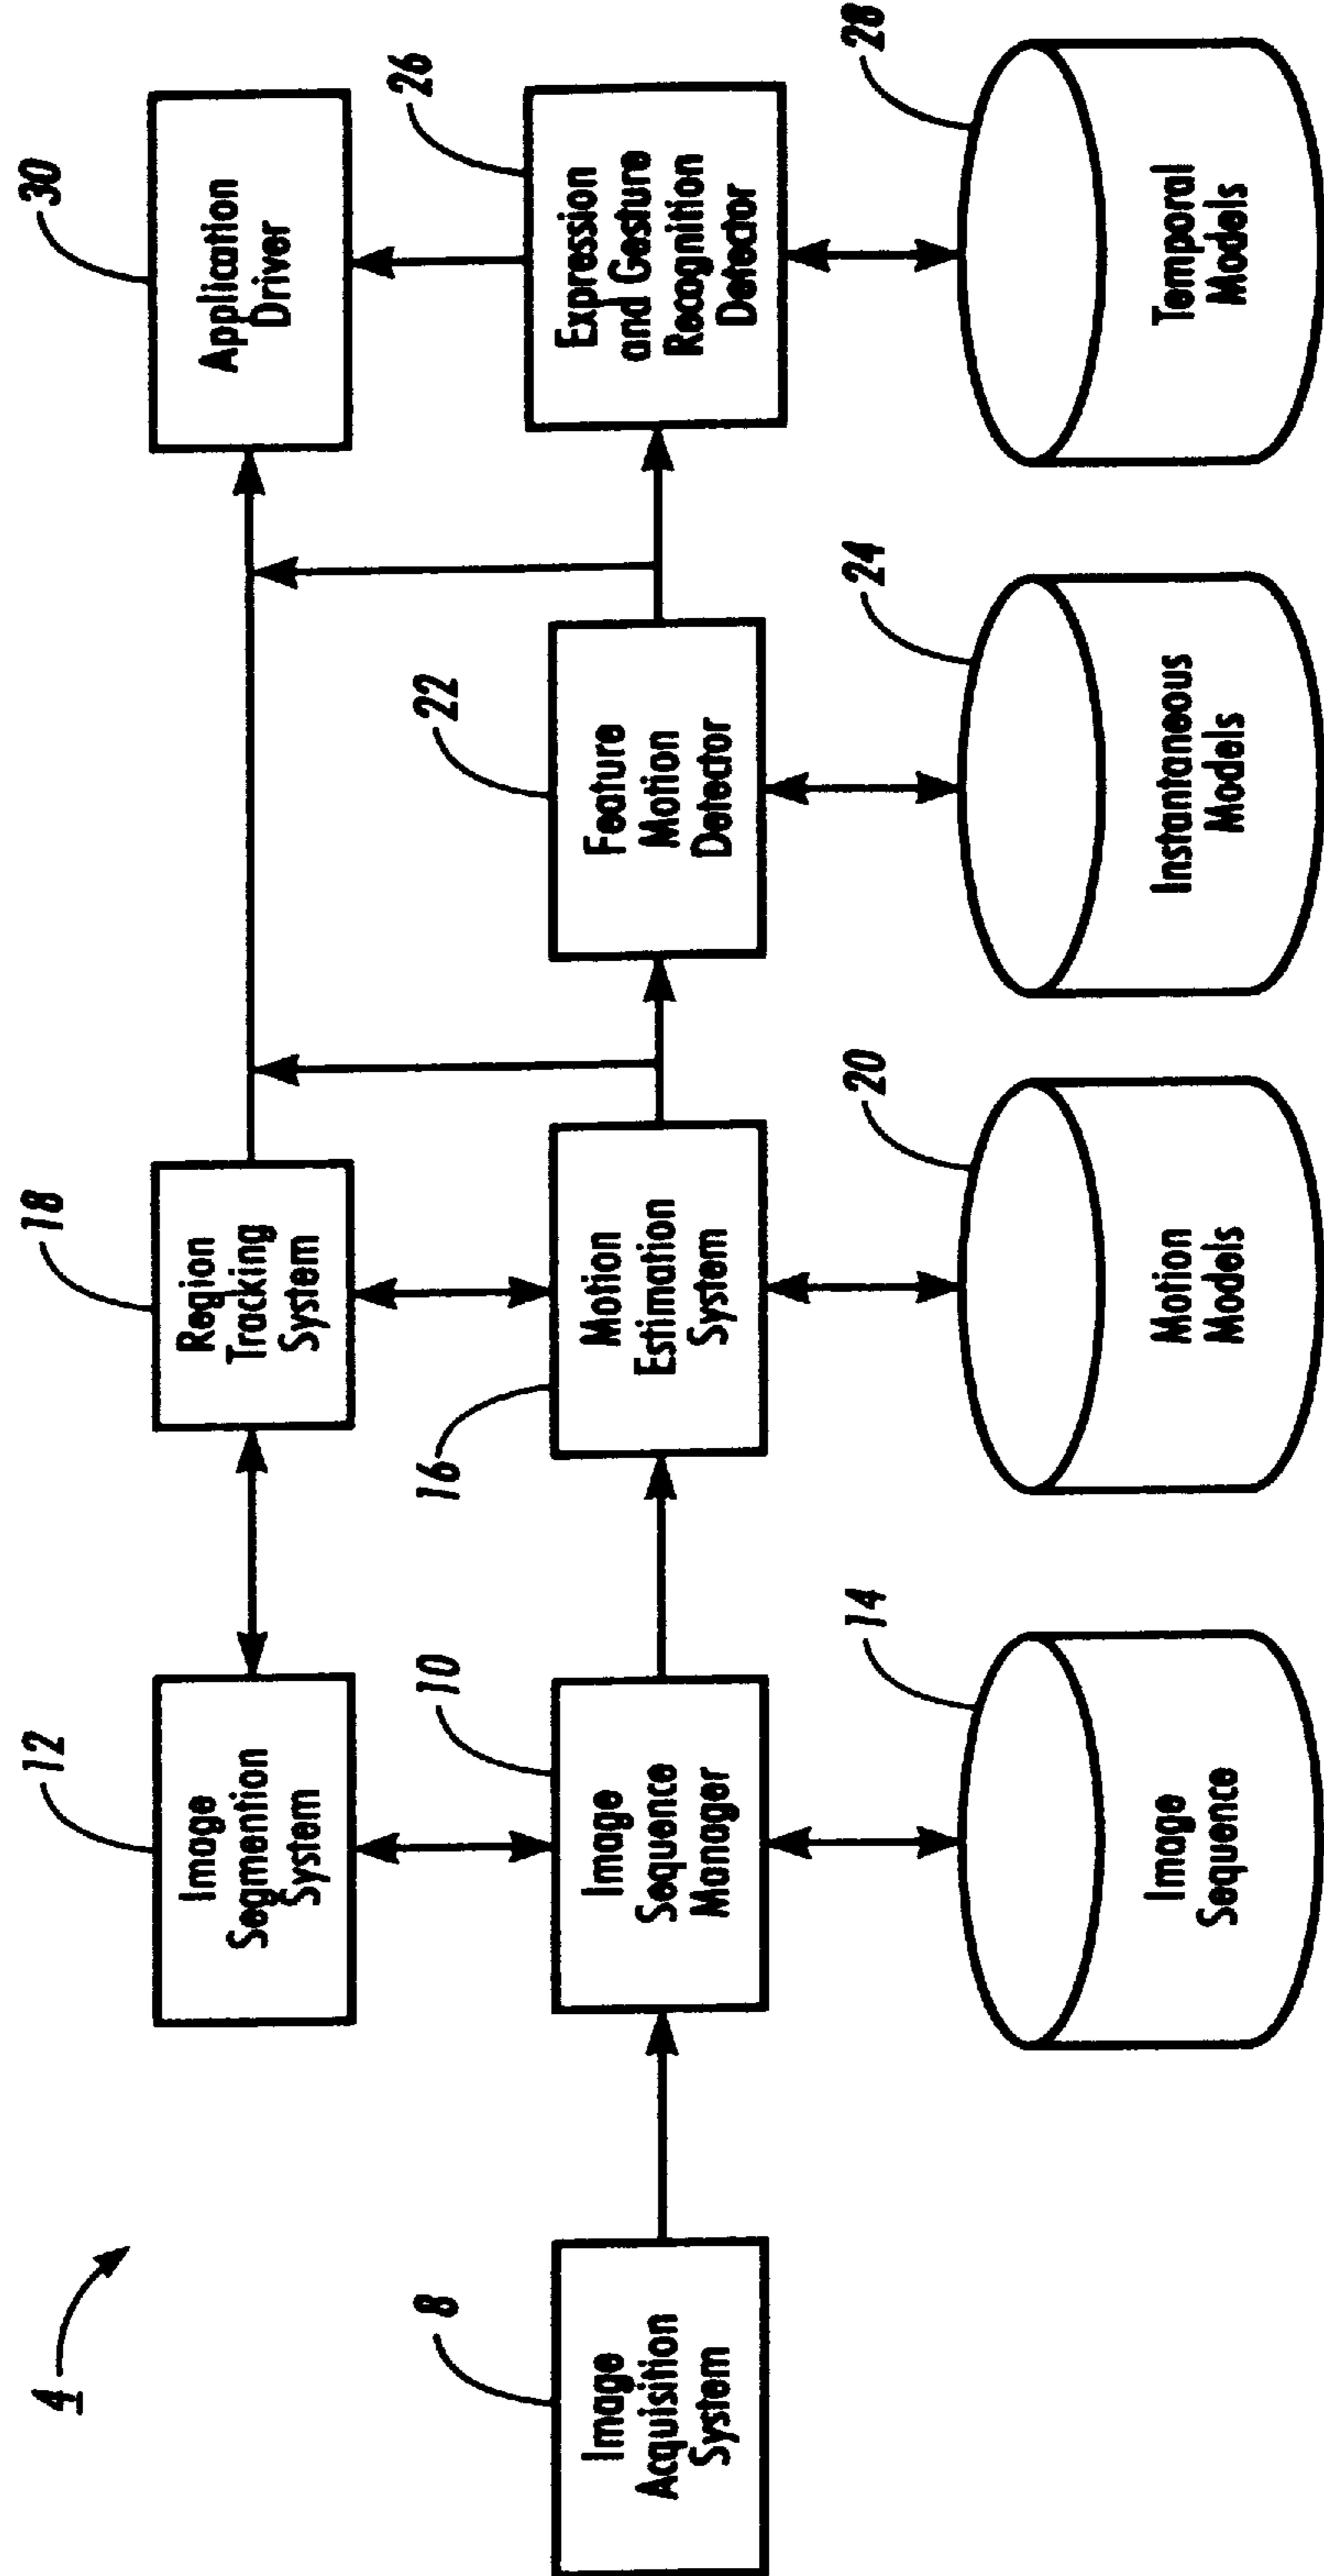 4
8
Image
Acquisition
System
12
Image
Segmention
System
10
Image
Sequence
Manager
14
Image
Sequence
18
Region
Tracking
System
16
Motion
Estimation
System
20
Motion
Models
22
Feature
Motion
Detector
24
Instantaneous
Models
30
Application
Driver
26
Expression
and Gesture
Recognition
Detector
28
Temporal
Models